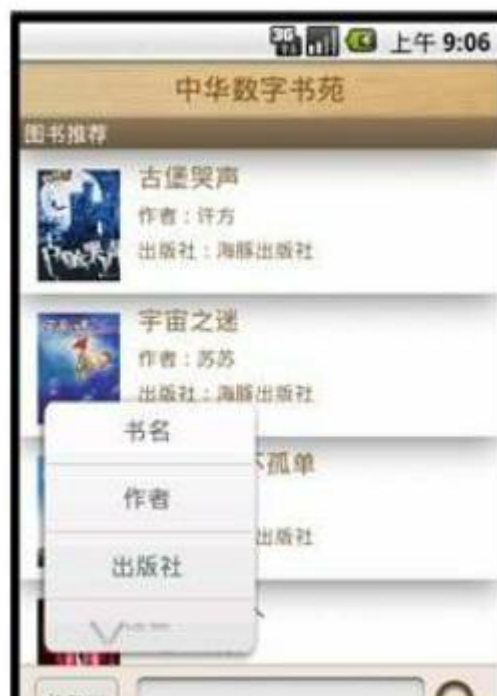 上午 9:06
中华数字书苑
图书推荐
古堡哭声
作者：许方
出版社：海豚出版社
宇宙之迷
作者：苏苏
出版社：海豚出版社
不孤单
出版社
书名
作者
出版社